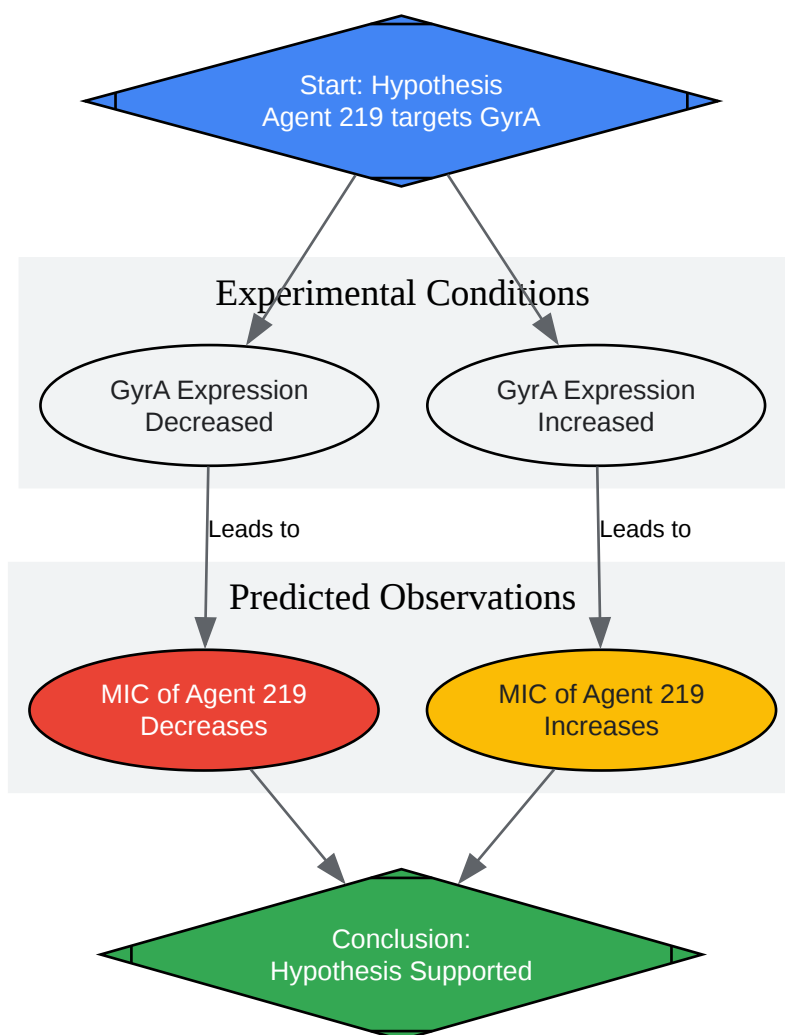 Start: Hypothesis
Agent 219 targets GyrA
Experimental Conditions
GyrA Expression
Decreased
GyrA Expression
Increased
Leads to
Leads to
Predicted Observations
MIC of Agent 219
Decreases
MIC of Agent 219
Increases
Conclusion:
Hypothesis Supported